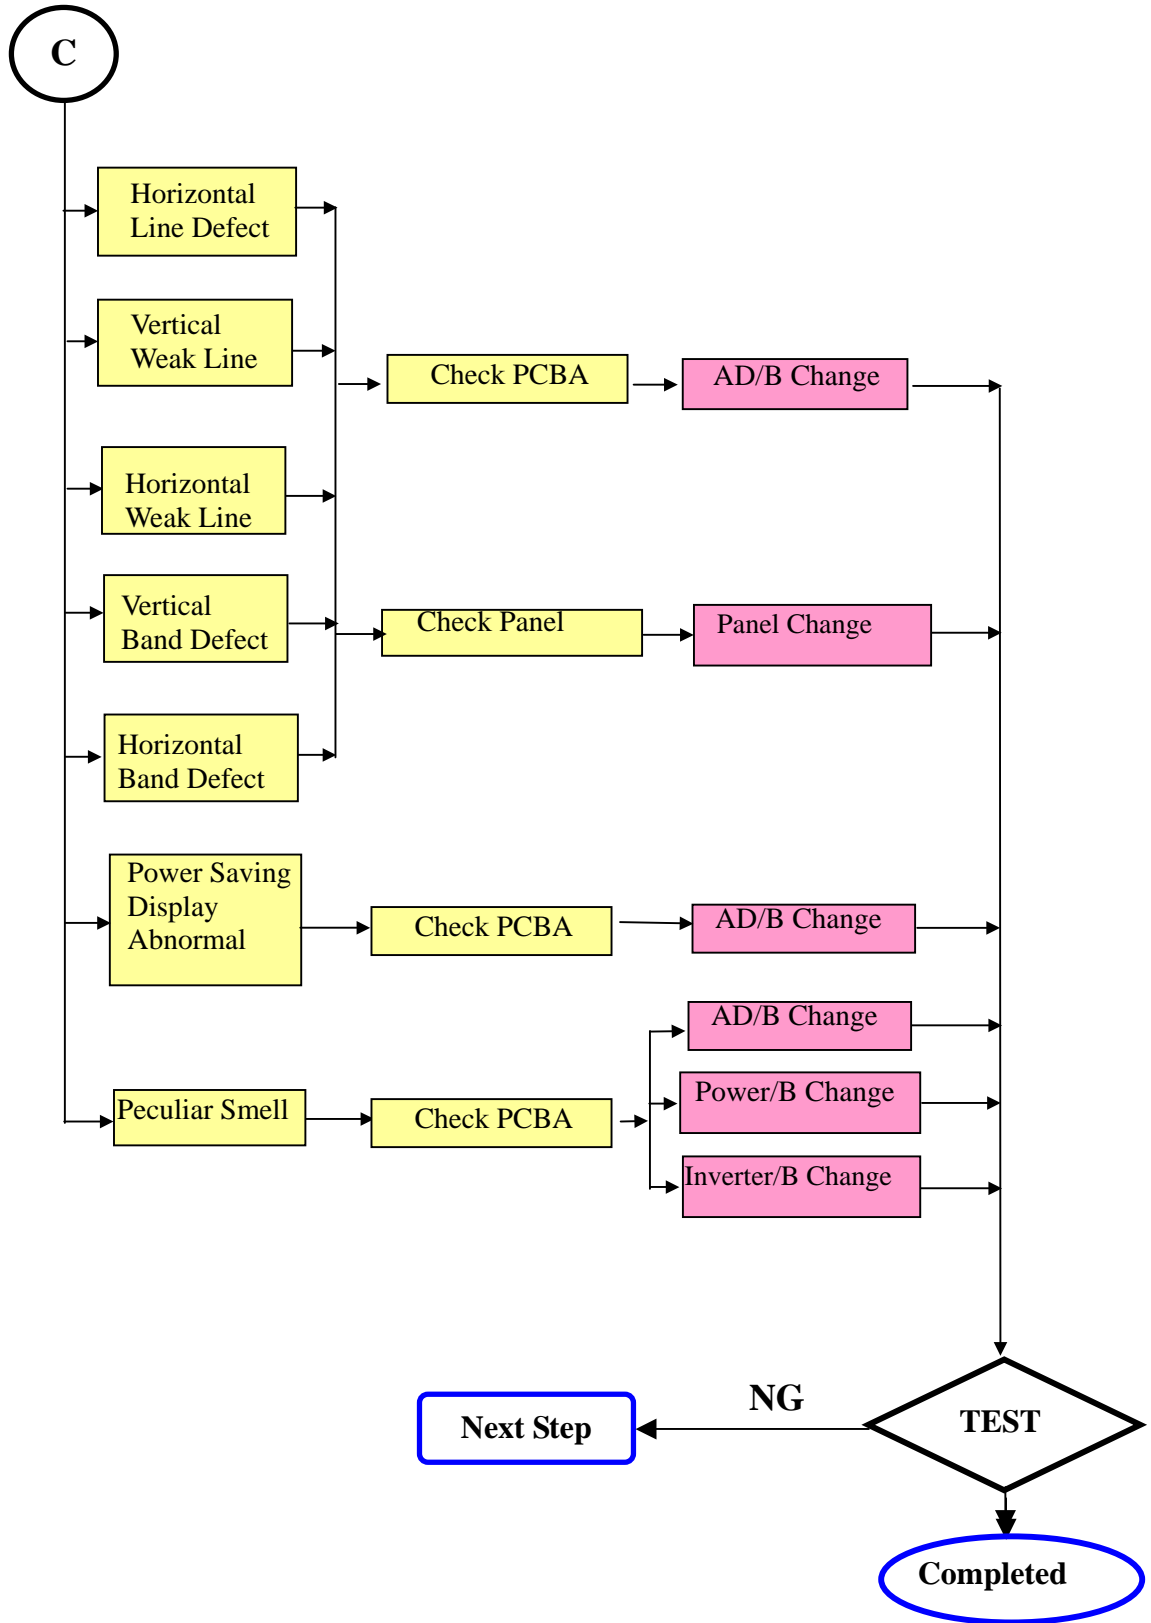 C
Horizontal
Line Defect
Vertical
Weak Line
Check PCBA
AD/B Change
Horizontal
Weak Line
Vertical
Band Defect
Check Panel
Panel Change
Horizontal
Band Defect
Power Saving
Display
Abnormal
Check PCBA
AD/B Change
AD/B Change
Peculiar Smell
Check PCBA
Power/B Change
Inverter/B Change
NG
Next Step
TEST
Completed